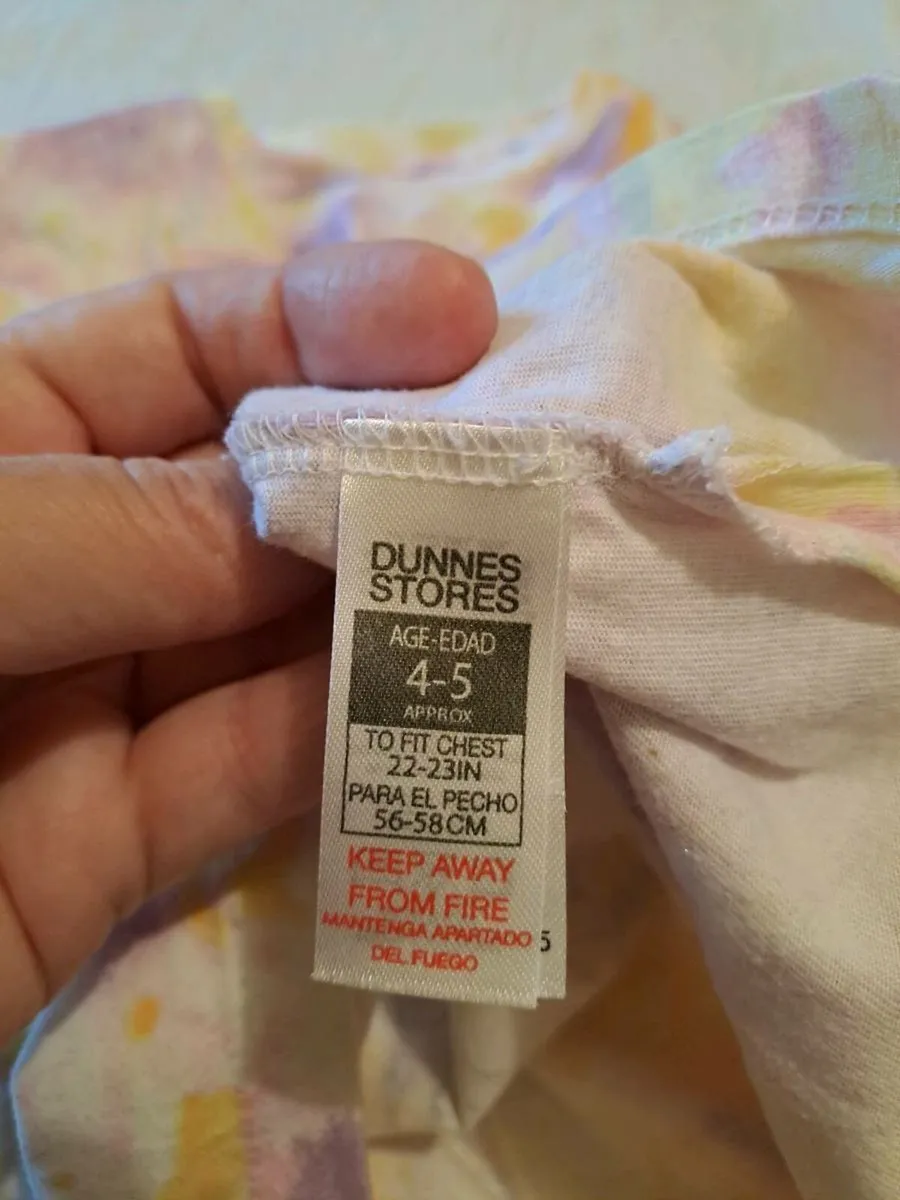 DUNNES
STORES
AGE-EDAD
4-5
APPROX
TO FIT CHEST
22-23IN
PARA EL PECHO
56-58CM
KEEP AWAY
FROM FIRE
MANTENGA APARTADO
DEL FUEGO
5